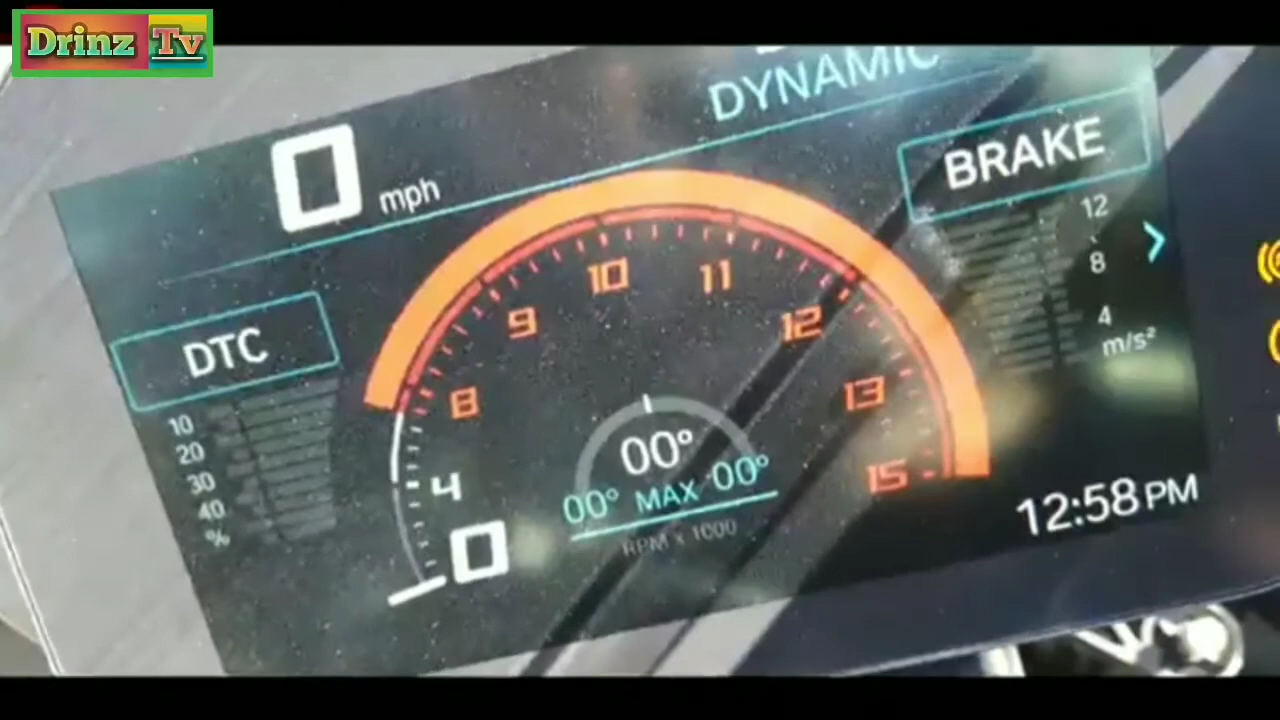 Drinz Tv
DYNAMIC
0 mph
BRAKE
12
8
4
m/s²
DTC
10
20
30
40
%
0
4
8
9
10
11
12
13
15
00°
00° MAX 00°
RPM x 1000
12:58 PM